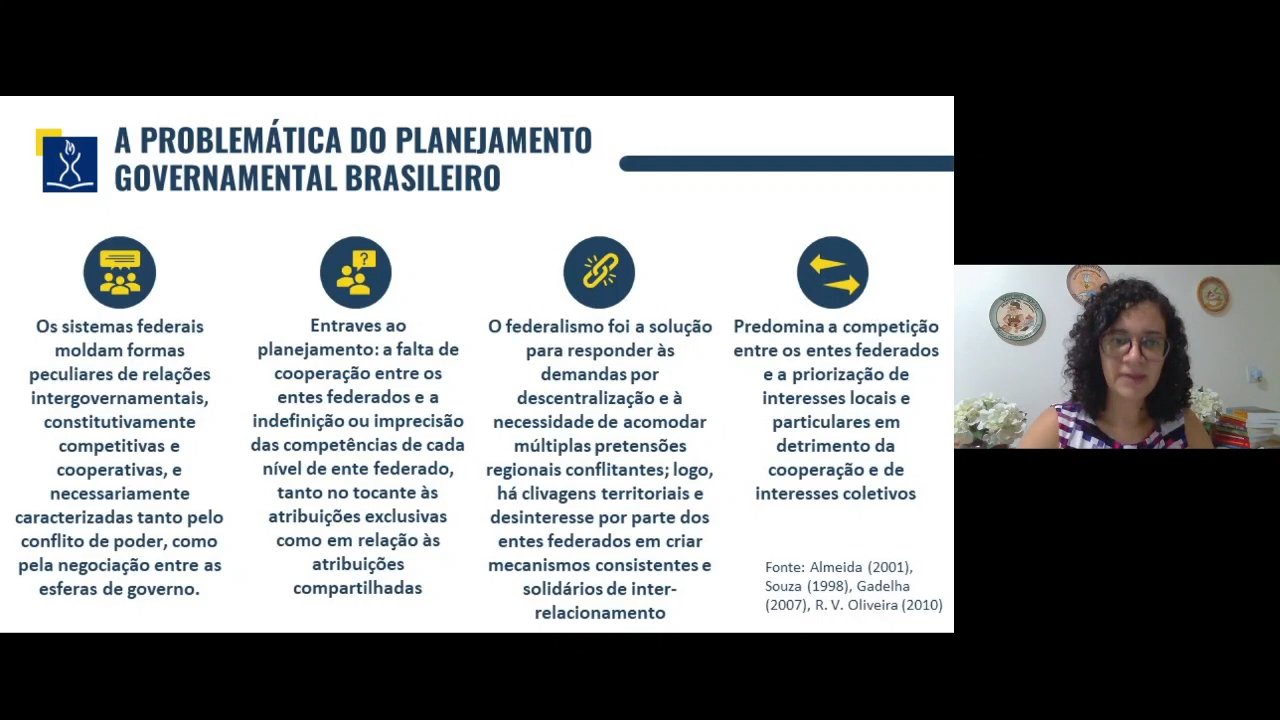 A PROBLEMÁTICA DO PLANEJAMENTO
GOVERNAMENTAL BRASILEIRO
Os sistemas federais
moldam formas
peculiares de relações
intergovernamentais,
constitutivamente
competitivas e
cooperativas, e
necessariamente
caracterizadas tanto pelo
conflito de poder, como
pela negociação entre as
esferas de governo.
?
Entraves ao
planejamento: a falta de
cooperação entre os
entes federados e a
indefinição ou imprecisão
das competências de cada
nível de ente federado,
tanto no tocante às
atribuições exclusivas
como em relação às
atribuições
compartilhadas
O federalismo foi a solução
para responder às
demandas por
descentralização e à
necessidade de acomodar
múltiplas pretensões
regionais conflitantes; logo,
há clivagens territoriais e
desinteresse por parte dos
entes federados em criar
mecanismos consistentes e
solidários de inter-
relacionamento
Predomina a competição
entre os entes federados
e a priorização de
interesses locais e
particulares em
detrimento da
cooperação e de
interesses coletivos
Fonte: Almeida (2001),
Souza (1998), Gadelha
(2007), R. V. Oliveira (2010)